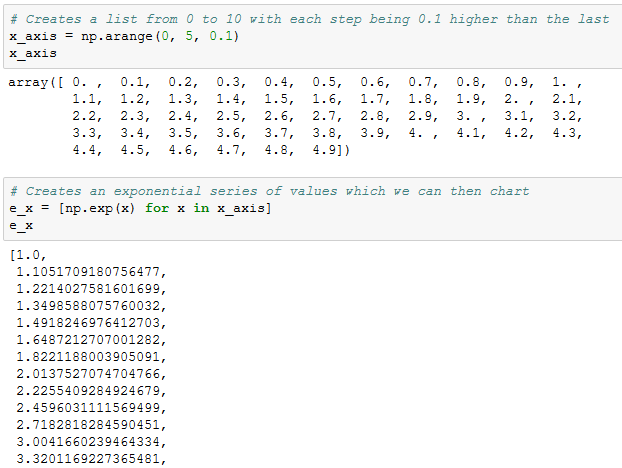 # Creates a list from 0 to 10 with each step being 0.1 higher than the last
x_axis = np.arange(0, 5, 0.1)
x_axis
array([ 0. ,  0.1,  0.2,  0.3,  0.4,  0.5,  0.6,  0.7,  0.8,  0.9,  1. ,
        1.1,  1.2,  1.3,  1.4,  1.5,  1.6,  1.7,  1.8,  1.9,  2. ,  2.1,
        2.2,  2.3,  2.4,  2.5,  2.6,  2.7,  2.8,  2.9,  3. ,  3.1,  3.2,
        3.3,  3.4,  3.5,  3.6,  3.7,  3.8,  3.9,  4. ,  4.1,  4.2,  4.3,
        4.4,  4.5,  4.6,  4.7,  4.8,  4.9])
# Creates an exponential series of values which we can then chart
e_x = [np.exp(x) for x in x_axis]
e_x
[1.0,
 1.1051709180756477,
 1.2214027581601699,
 1.3498588075760032,
 1.4918246976412703,
 1.6487212707001282,
 1.8221188003905091,
 2.0137527074704766,
 2.2255409284924679,
 2.4596031111569499,
 2.7182818284590451,
 3.0041660239464334,
 3.3201169227365481,